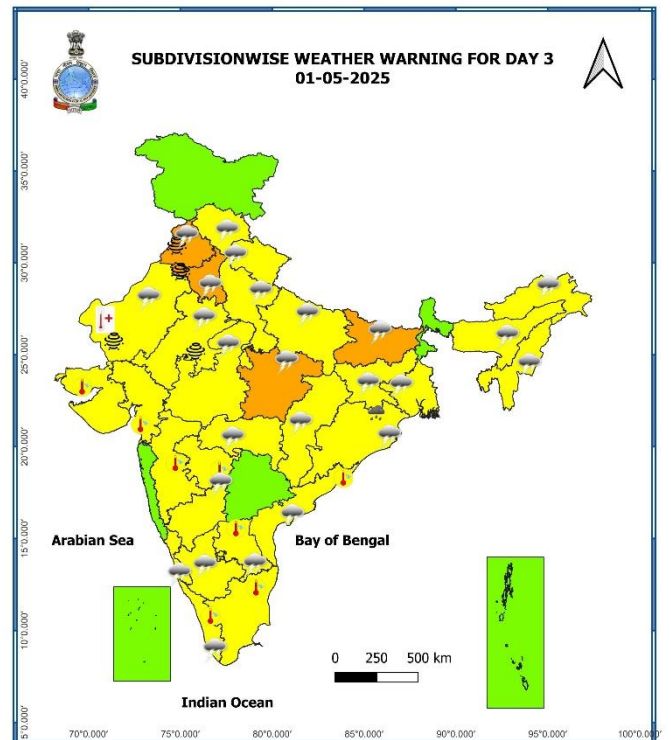 SUBDIVISIONWISE WEATHER WARNING FOR DAY 3
01-05-2025
40°0.000'
35°0.000'
30°0.000'
25°0.000'
20°0.000'
15°0.000'
10°0.000'
5°0.000'
Arabian Sea
Bay of Bengal
0 250 500 km
Indian Ocean
70°0.000' 75°0.000' 80°0.000' 85°0.000' 90°0.000' 95°0.000' 100°0.000'